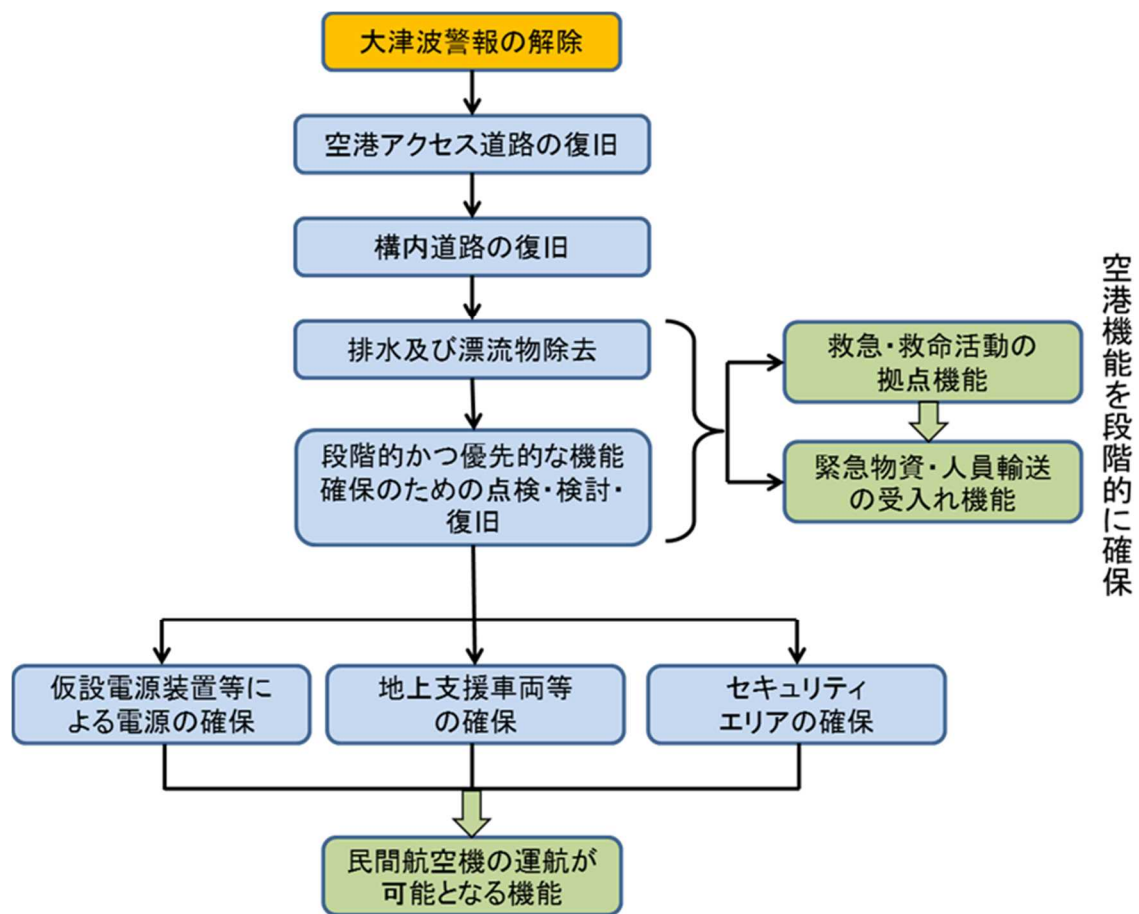 大津波警報の解除
空港アクセス道路の復旧
構内道路の復旧
排水及び漂流物除去
段階的かつ優先的な機能
確保のための点検・検討・
復旧
救急・救命活動の
拠点機能
緊急物資・人員輸送
の受入れ機能
空港機能を段階的に確保
仮設電源装置等に
よる電源の確保
地上支援車両等
の確保
セキュリティ
エリアの確保
民間航空機の運航が
可能となる機能